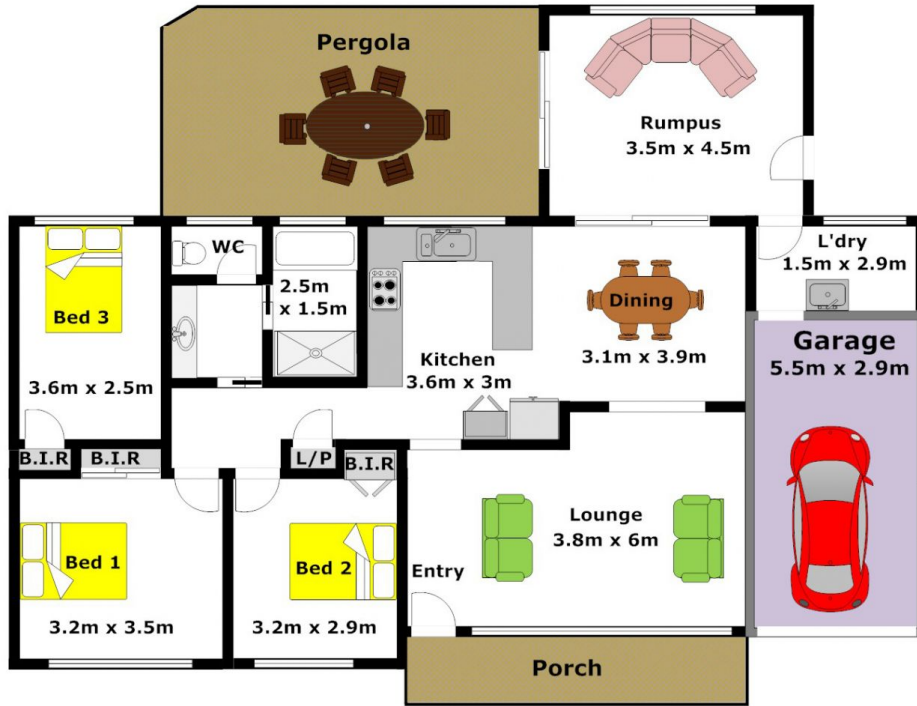 Pergola
Rumpus
3.5m x 4.5m
WC
L'dry
1.5m x 2.9m
2.5m
x 1.5m
Bed 3
3.6m x 2.5m
Dining
3.1m x 3.9m
Kitchen
3.6m x 3m
Garage
5.5m x 2.9m
B.I.R
B.I.R
L/P
B.I.R
Lounge
3.8m x 6m
Bed 1
3.2m x 3.5m
Bed 2
3.2m x 2.9m
Entry
Porch